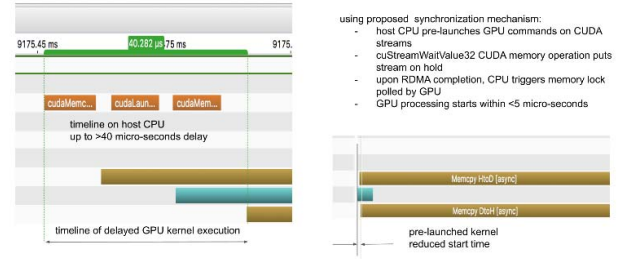 9175.45 ms
40.282 µs
75 ms
9175.
cudaMemc...
cudaLaun...
cudaMem...
timeline on host CPU
up to >40 micro-seconds delay
timeline of delayed GPU kernel execution
using proposed synchronization mechanism:
- host CPU pre-launches GPU commands on CUDA
streams
- cuStreamWaitValue32 CUDA memory operation puts
stream on hold
- upon RDMA completion, CPU triggers memory lock
polled by GPU
- GPU processing starts within <5 micro-seconds
Memcpy HtoD [async]
Memcpy DtoH [async]
pre-launched kernel
reduced start time